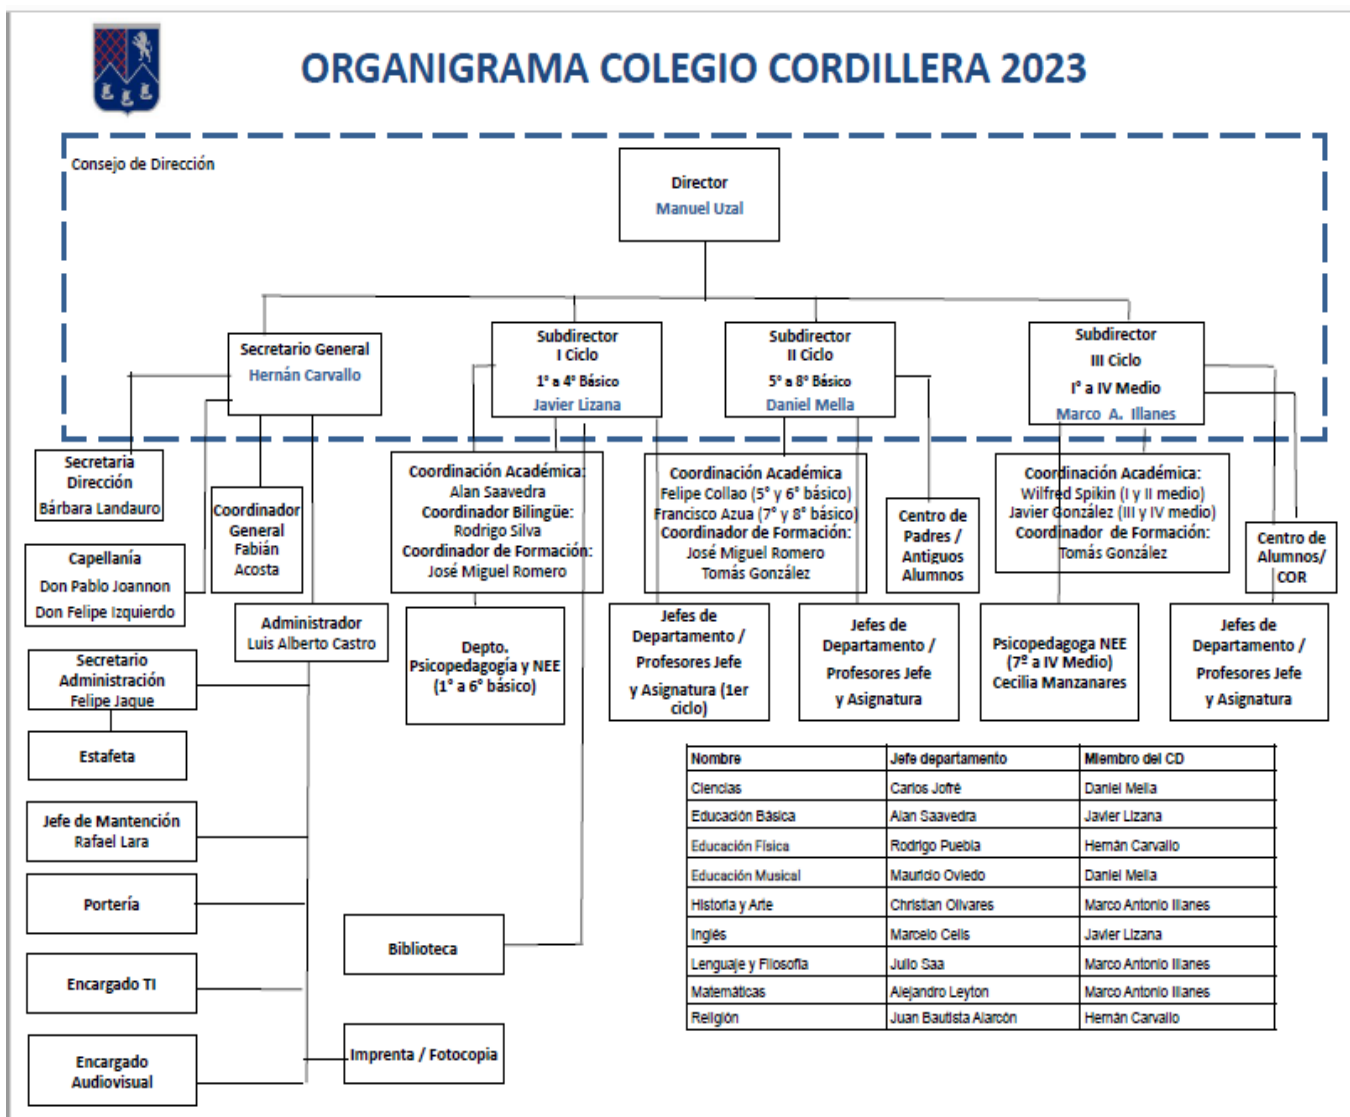 ORGANIGRAMA COLEGIO CORDILLERA 2023
Consejo de Dirección
Director
Manuel Uzal
Secretario General
Hernán Carvallo
Subdirector
I Ciclo
1° a 4° Básico
Javier Lizana
Subdirector
II Ciclo
5° a 8° Básico
Daniel Mella
Subdirector
III Ciclo
I° a IV Medio
Marco A. Illanes
Secretaria
Dirección
Bárbara Landauro
Capellanía
Don Pablo Joannon
Don Felipe Izquierdo
Coordinador
General
Fabián
Acosta
Administrador
Luis Alberto Castro
Coordinación Académica:
Alan Saavedra
Coordinador Bilingüe:
Rodrigo Silva
Coordinador de Formación:
José Miguel Romero
Coordinación Académica
Felipe Collao (5° y 6° básico)
Francisco Azua (7° y 8° básico)
Coordinador de Formación:
José Miguel Romero
Tomás González
Centro de
Padres /
Antiguos
Alumnos
Coordinación Académica:
Wilfred Spikin (I y II medio)
Javier González (III y IV medio)
Coordinador de Formación:
Tomás González
Centro de
Alumnos/
COR
Depto.
Psicopedagogía y NEE
(1° a 6° básico)
Jefes de
Departamento /
Profesores Jefe
y Asignatura (1er
ciclo)
Jefes de
Departamento /
Profesores Jefe
y Asignatura
Psicopedagoga NEE
(7º a IV Medio)
Cecilia Manzanares
Jefes de
Departamento /
Profesores Jefe
y Asignatura
Secretario
Administración
Felipe Jaque
Estafeta
Jefe de Mantención
Rafael Lara
Portería
Encargado TI
Encargado
Audiovisual
Biblioteca
Imprenta / Fotocopia
Nombre Jefe departamento Miembro del CD
Ciencias Carlos Jofré Daniel Mella
Educación Básica Alan Saavedra Javier Lizana
Educación Física Rodrigo Puebla Hernán Carvallo
Educación Musical Mauricio Oviedo Daniel Mella
Historia y Arte Christian Olivares Marco Antonio Illanes
Inglés Marcelo Celis Javier Lizana
Lenguaje y Filosofía Julio Saa Marco Antonio Illanes
Matemáticas Alejandro Leyton Marco Antonio Illanes
Religión Juan Bautista Alarcón Hernán Carvallo